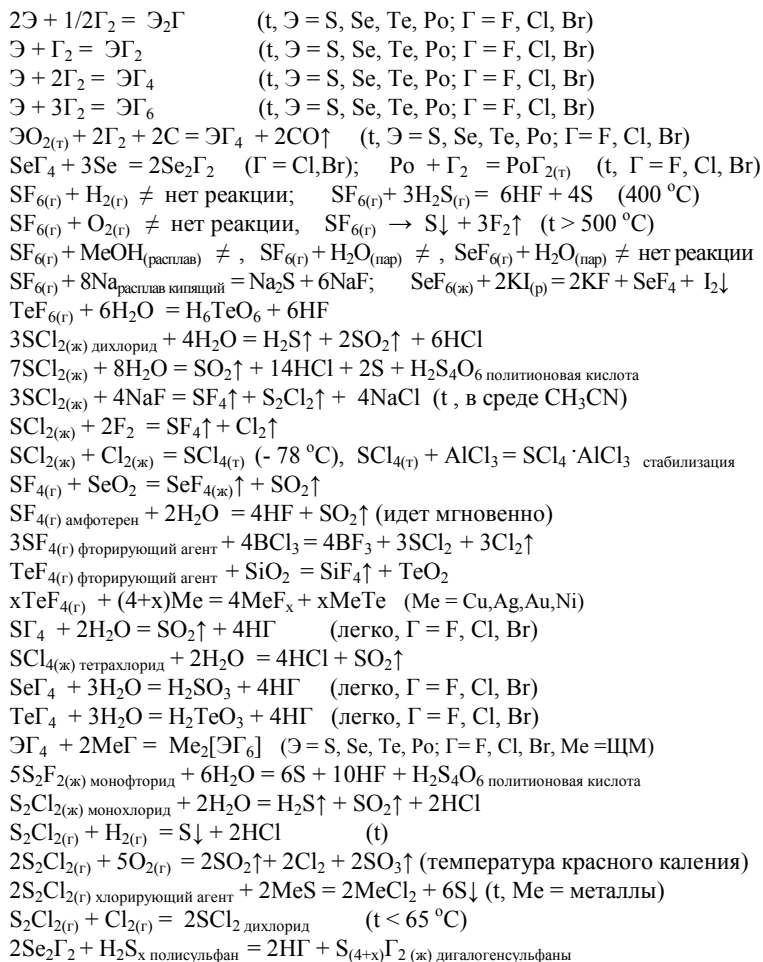 2Э + 1/2Г₂ = Э₂Г (t, Э = S, Se, Te, Po; Г = F, Cl, Br)
Э + Г₂ = ЭГ₂ (t, Э = S, Se, Te, Po; Г = F, Cl, Br)
Э + 2Г₂ = ЭГ₄ (t, Э = S, Se, Te, Po; Г = F, Cl, Br)
Э + 3Г₂ = ЭГ₆ (t, Э = S, Se, Te, Po; Г = F, Cl, Br)
ЭО₂₍т₎ + 2Г₂ + 2C = ЭГ₄ + 2CO↑ (t, Э = S, Se, Te, Po; Г= F, Cl, Br)
SeГ₄ + 3Se = 2Se₂Г₂ (Г = Cl,Br); Po + Г₂ = PoГ₂₍т₎ (t, Г = F, Cl, Br)
SF₆₍г₎ + H₂₍г₎ ≠ нет реакции; SF₆₍г₎+ 3H₂S₍г₎ = 6HF + 4S (400 °C)
SF₆₍г₎ + O₂₍г₎ ≠ нет реакции, SF₆₍г₎ → S↓ + 3F₂↑ (t > 500 °C)
SF₆₍г₎ + MeOH(расплав) ≠ , SF₆₍г₎ + H₂O(пар) ≠ , SeF₆₍г₎ + H₂O(пар) ≠ нет реакции
SF₆₍г₎ + 8Na расплав кипящий = Na₂S + 6NaF; SeF₆₍ж₎ + 2KI₍р₎ = 2KF + SeF₄ + I₂↓
TeF₆₍г₎ + 6H₂O = H₆TeO₆ + 6HF
3SCl₂₍ж₎ дихлорид + 4H₂O = H₂S↑ + 2SO₂↑ + 6HCl
7SCl₂₍ж₎ + 8H₂O = SO₂↑ + 14HCl + 2S + H₂S₄O₆ политионовая кислота
3SCl₂₍ж₎ + 4NaF = SF₄↑ + S₂Cl₂↑ + 4NaCl (t , в среде CH₃CN)
SCl₂₍ж₎ + 2F₂ = SF₄↑ + Cl₂↑
SCl₂₍ж₎ + Cl₂₍ж₎ = SCl₄₍т₎ (- 78 °C), SCl₄₍т₎ + AlCl₃ = SCl₄ ·AlCl₃ стабилизация
SF₄₍г₎ + SeO₂ = SeF₄₍ж₎↑ + SO₂↑
SF₄₍г₎ амфотерен + 2H₂O = 4HF + SO₂↑ (идет мгновенно)
3SF₄₍г₎ фторирующий агент + 4BCl₃ = 4BF₃ + 3SCl₂ + 3Cl₂↑
TeF₄₍г₎ фторирующий агент + SiO₂ = SiF₄↑ + TeO₂
xTeF₄₍г₎ + (4+x)Me = 4MeFₓ + xMeTe (Me = Cu,Ag,Au,Ni)
SГ₄ + 2H₂O = SO₂↑ + 4HГ (легко, Г = F, Cl, Br)
SCl₄₍ж₎ тетрахлорид + 2H₂O = 4HCl + SO₂↑
SeГ₄ + 3H₂O = H₂SO₃ + 4HГ (легко, Г = F, Cl, Br)
TeГ₄ + 3H₂O = H₂TeO₃ + 4HГ (легко, Г = F, Cl, Br)
ЭГ₄ + 2MeГ = Me₂[ЭГ₆] (Э = S, Se, Te, Po; Г= F, Cl, Br, Me =ЩМ)
5S₂F₂₍ж₎ монофторид + 6H₂O = 6S + 10HF + H₂S₄O₆ политионовая кислота
S₂Cl₂₍ж₎ монохлорид + 2H₂O = H₂S↑ + SO₂↑ + 2HCl
S₂Cl₂₍г₎ + H₂₍г₎ = S↓ + 2HCl (t)
2S₂Cl₂₍г₎ + 5O₂₍г₎ = 2SO₂↑+ 2Cl₂ + 2SO₃↑ (температура красного каления)
2S₂Cl₂₍г₎ хлорирующий агент + 2MeS = 2MeCl₂ + 6S↓ (t, Me = металлы)
S₂Cl₂₍г₎ + Cl₂₍г₎ = 2SCl₂ дихлорид (t < 65 °C)
2Se₂Г₂ + H₂Sₓ полисульфан = 2HГ + S₍₄₊ₓ₎Г₂ ₍ж₎ дигалогенсульфаны